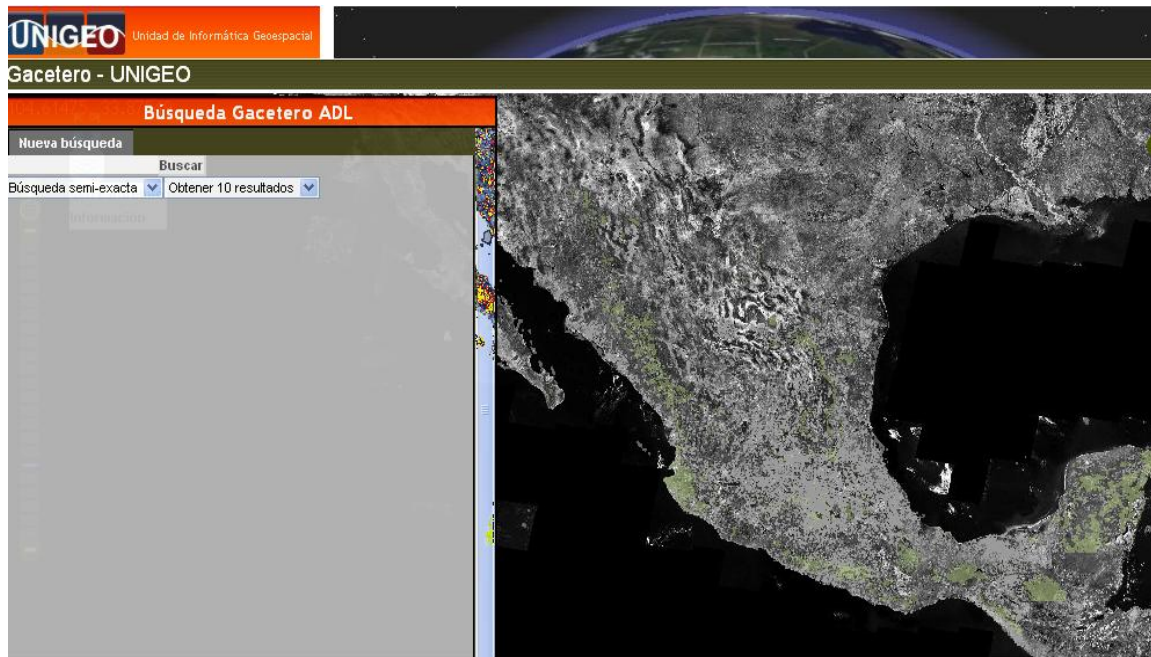 UNIGEO Unidad de Informática Geoespacial
Gacetero - UNIGEO
Búsqueda Gacetero ADL
Nueva búsqueda
Buscar
Búsqueda semi-exacta Obtener 10 resultados
Información